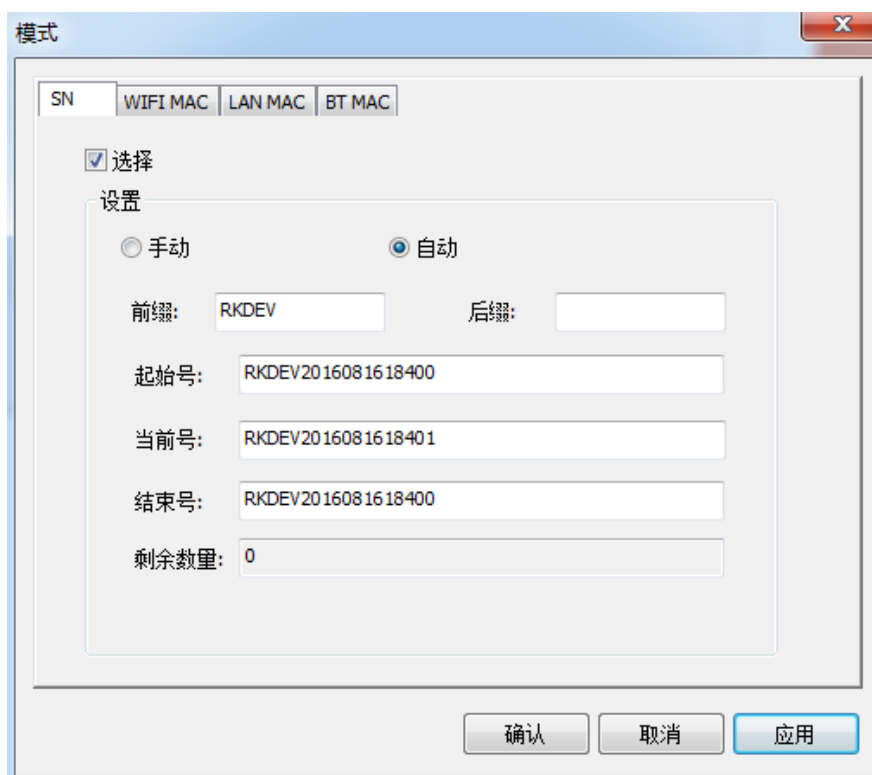 模式
SN WIFI MAC LAN MAC BT MAC
选择
设置
手动 自动
前缀: RKDEV 后缀:
起始号: RKDEV2016081618400
当前号: RKDEV2016081618401
结束号: RKDEV2016081618400
剩余数量: 0
确认 取消 应用